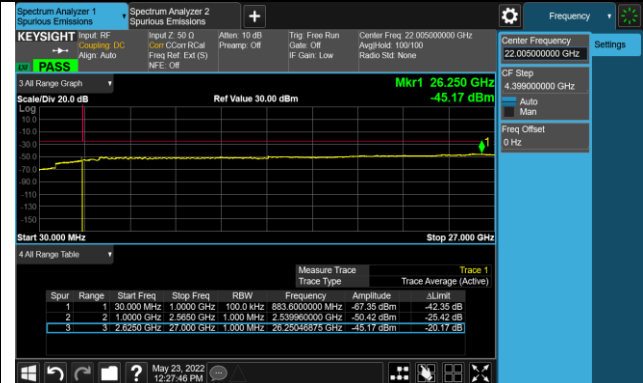 Spectrum Analyzer 1
Spurious Emissions
Spectrum Analyzer 2
Spurious Emissions
Frequency
KEYSIGHT
Input: RF
Coupling: DC
Align: Auto
Input Z: 50 Ω
Corr CCorr RCal
Freq Ref: Ext (S)
NFE: Off
Atten: 10 dB
Preamp: Off
Trig: Free Run
Gate: Off
IF Gain: Low
Center Freq: 22.005000000 GHz
Avg|Hold: 100/100
Radio Std: None
PASS
Center Frequency
22.005000000 GHz
Settings
CF Step
4.399000000 GHz
Auto
Man
Freq Offset
0 Hz
3 All Range Graph
Mkr1 26.250 GHz
Scale/Div 20.0 dB
Ref Value 30.00 dBm
-45.17 dBm
Log
10.0
-10.0
-30.0
-50.0
-70.0
-90.0
-110
-130
-150
1
Start 30.000 MHz
Stop 27.000 GHz
4 All Range Table
Measure Trace Trace 1
Trace Type Trace Average (Active)
Spur Range Start Freq Stop Freq RBW Frequency Amplitude ΔLimit
1 1 30.000 MHz 1.0000 GHz 100.0 kHz 883.6000000 MHz -67.35 dBm -42.35 dB
2 2 1.0000 GHz 2.5650 GHz 1.000 MHz 2.539960000 GHz -50.42 dBm -25.42 dB
3 3 2.6250 GHz 27.000 GHz 1.000 MHz 26.25046875 GHz -45.17 dBm -20.17 dB
May 23, 2022
12:27:46 PM